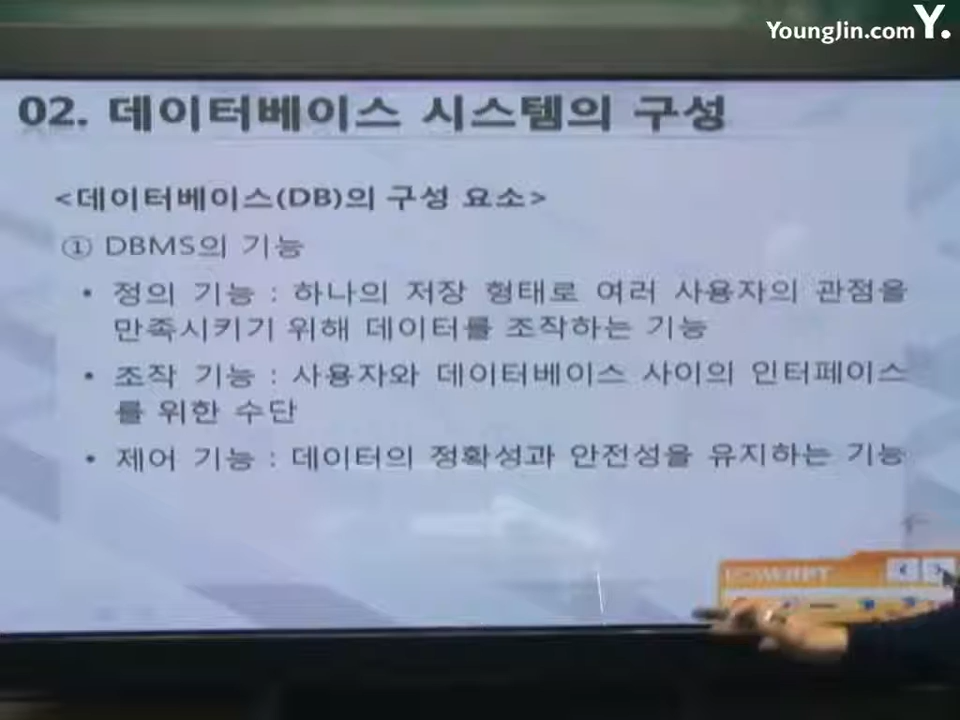 YoungJin.com Y.
02. 데이터베이스 시스템의 구성
<데이터베이스(DB)의 구성 요소>
① DBMS의 기능
• 정의 기능 : 하나의 저장 형태로 여러 사용자의 관점을
만족시키기 위해 데이터를 조작하는 기능
• 조작 기능 : 사용자와 데이터베이스 사이의 인터페이스
를 위한 수단
• 제어 기능 : 데이터의 정확성과 안전성을 유지하는 기능